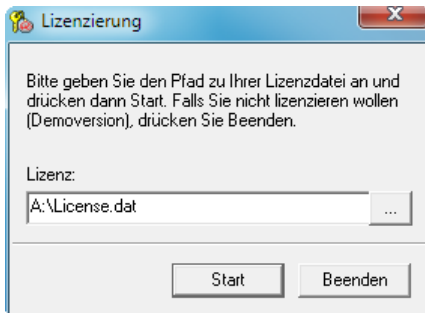 Lizenzierung
Bitte geben Sie den Pfad zu Ihrer Lizenzdatei an und
drücken dann Start. Falls Sie nicht lizenzieren wollen
(Demoversion), drücken Sie Beenden.
Lizenz:
A:\License.dat
...
Start Beenden